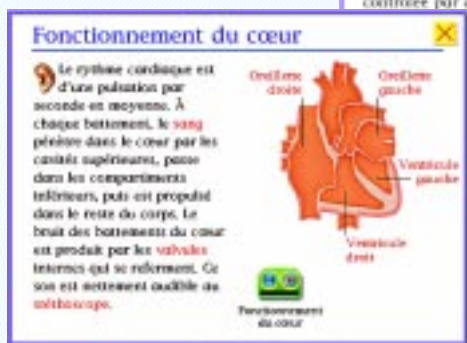 contrôlée par
Fonctionnement du cœur
Le rythme cardiaque est
d'une pulsation par
seconde en moyenne. À
chaque battement, le sang
pénètre dans le cœur par les
cavités supérieures, passe
dans les compartiments
inférieurs, puis est propulsé
dans le reste du corps. Le
bruit des battements du cœur
est produit par les valvules
internes qui se referment. Ce
son est nettement audible au
stéthoscope.
Oreillette
droite
Oreillette
gauche
Ventricule
gauche
Ventricule
droit
Fonctionnement
du cœur